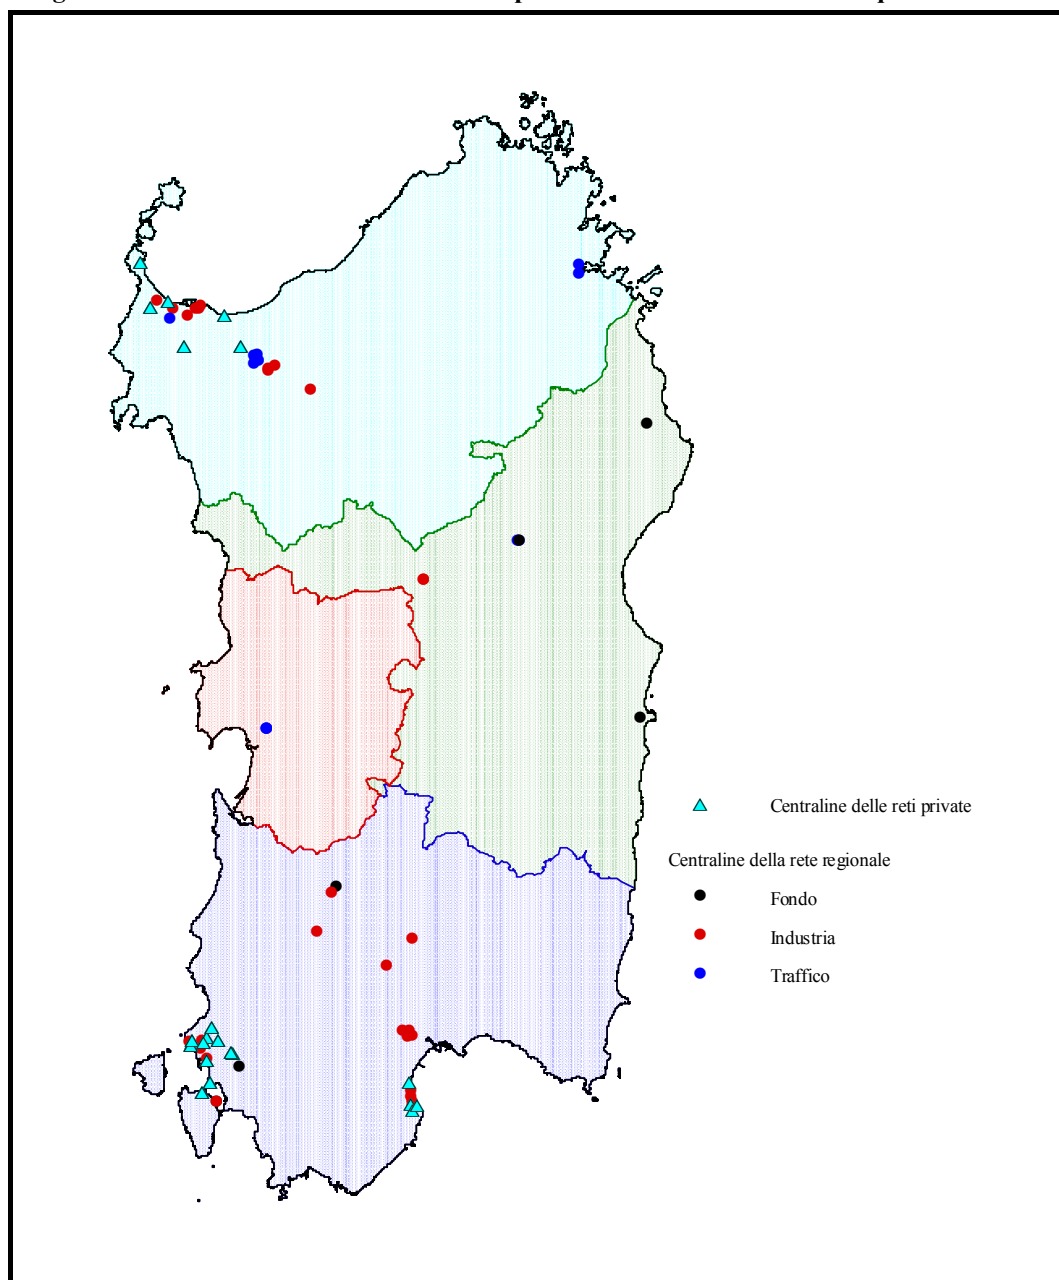 Centraline delle reti private
Centraline della rete regionale
Fondo
Industria
Traffico